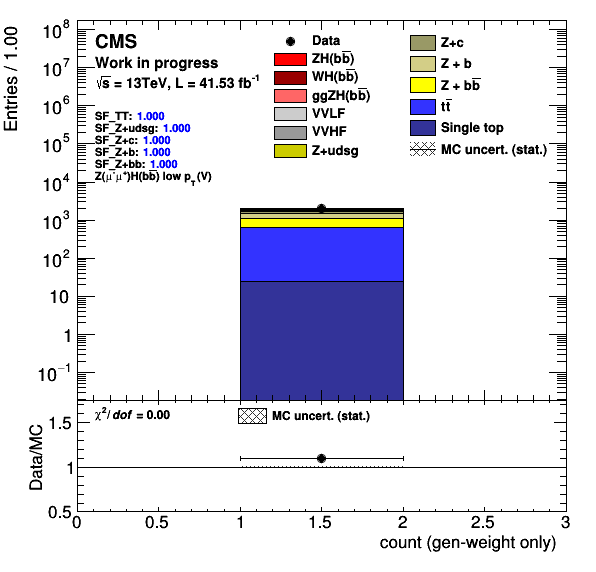 Entries / 1.00
10⁸
10⁷
10⁶
10⁵
10⁴
10³
10²
10
1
10⁻¹
CMS
Work in progress
√s = 13TeV, L = 41.53 fb⁻¹
SF_TT: 1.000
SF_Z+udsg: 1.000
SF_Z+c: 1.000
SF_Z+b: 1.000
SF_Z+bb: 1.000
Z(μ⁻μ⁺)H(bb̅) low p_T(V)
Data
ZH(bb̅)
WH(bb̅)
ggZH(bb̅)
VVLF
VVHF
Z+udsg
Z+c
Z + b
Z + bb̅
tt̅
Single top
MC uncert. (stat.)
Data/MC
1.5
1
0.5
χ²/dof = 0.00
MC uncert. (stat.)
0 0.5 1 1.5 2 2.5 3
count (gen-weight only)